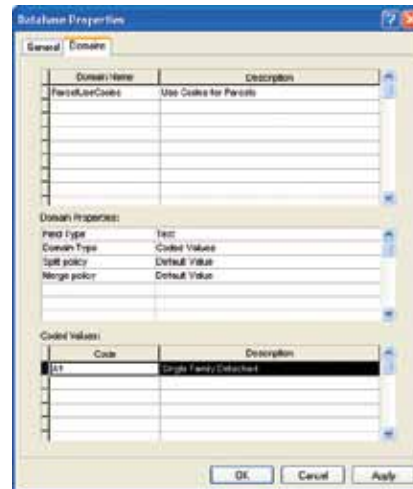 Database Properties
General Domains
Domain Name Description
ParcelUseCodes Use Codes for Parcels
Domain Properties:
Field Type Text
Domain Type Coded Values
Split policy Default Value
Merge policy Default Value
Coded Values:
Code Description
A1 Single Family Detached
OK Cancel Apply